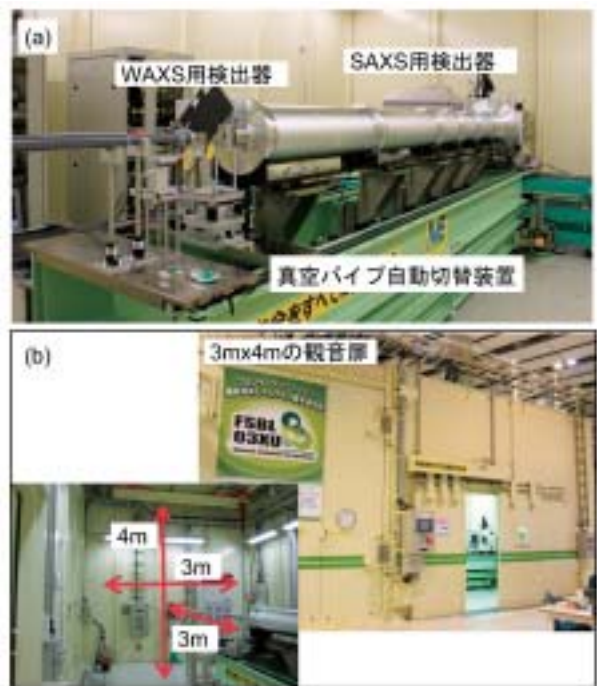 (a)
WAXS用検出器
SAXS用検出器
真空パイプ自動切替装置
(b)
3mx4mの観音扉
FSBL
03XU
4m
3m
3m